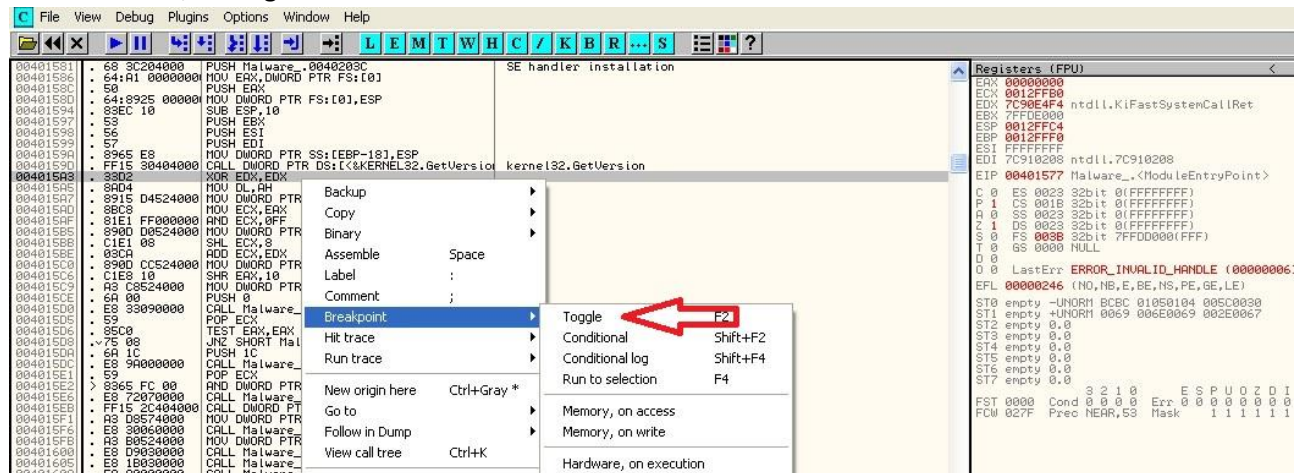 C File View Debug Plugins Options Window Help
L E M T W H C / K B R ... S ?
00401581 . 68 3C204000 PUSH Malware_.0040203C SE handler installation
00401586 . 64:A1 00000000 MOV EAX,DWORD PTR FS:[0]
0040158C . 50 PUSH EAX
0040158D . 64:8925 00000 MOV DWORD PTR FS:[0],ESP
00401594 . 83EC 10 SUB ESP,10
00401597 . 53 PUSH EBX
00401598 . 56 PUSH ESI
00401599 . 57 PUSH EDI
0040159A . 8965 E8 MOV DWORD PTR SS:[EBP-18],ESP
0040159D . FF15 30404000 CALL DWORD PTR DS:[<&KERNEL32.GetVersion kernel32.GetVersion
004015A3 . 33D2 XOR EDX,EDX
004015A5 . 8AD4 MOV DL,AH
004015A7 . 8915 D4524000 MOV DWORD PTR
004015AD . 8BC8 MOV ECX,EAX
004015AF . 81E1 FF000000 AND ECX,0FF
004015B5 . 890D D0524000 MOV DWORD PTR
004015BB . C1E1 08 SHL ECX,8
004015BE . 03CA ADD ECX,EDX
004015C0 . 890D CC524000 MOV DWORD PTR
004015C6 . C1E8 10 SHR EAX,10
004015C9 . A3 C8524000 MOV DWORD PTR
004015CE . 6A 00 PUSH 0
004015D0 . E8 33090000 CALL Malware_
004015D5 . 59 POP ECX
004015D6 . 85C0 TEST EAX,EAX
004015D8 . 75 08 JNZ SHORT Mal
004015DA . 6A 1C PUSH 1C
004015DC . E8 9A000000 CALL Malware_
004015E1 . 59 POP ECX
004015E2 > 8365 FC 00 AND DWORD PTR
004015E6 . E8 72070000 CALL Malware_
004015EB . FF15 2C404000 CALL DWORD PT
004015F1 . A3 D8574000 MOV DWORD PTR
004015F6 . E8 30060000 CALL Malware_
004015FB . A3 B0524000 MOV DWORD PTR
00401600 . E8 D9030000 CALL Malware_
00401605 . E8 1B030000 CALL Malware_
Backup
Copy
Binary
Assemble Space
Label :
Comment ;
Breakpoint
Hit trace
Run trace
New origin here Ctrl+Gray *
Go to
Follow in Dump
View call tree Ctrl+K
Toggle F2
Conditional Shift+F2
Conditional log Shift+F4
Run to selection F4
Memory, on access
Memory, on write
Hardware, on execution
Registers (FPU) <
EAX 00000000
ECX 0012FFB0
EDX 7C90E4F4 ntdll.KiFastSystemCallRet
EBX 7FFDE000
ESP 0012FFC4
EBP 0012FFF0
ESI FFFFFFFF
EDI 7C910208 ntdll.7C910208
EIP 00401577 Malware_.<ModuleEntryPoint>
C 0 ES 0023 32bit 0(FFFFFFFF)
P 1 CS 001B 32bit 0(FFFFFFFF)
A 0 SS 0023 32bit 0(FFFFFFFF)
Z 1 DS 0023 32bit 0(FFFFFFFF)
S 0 FS 003B 32bit 7FFDD000(FFF)
T 0 GS 0000 NULL
D 0
O 0 LastErr ERROR_INVALID_HANDLE (00000006)
EFL 00000246 (NO,NB,E,BE,NS,PE,GE,LE)
ST0 empty -UNORM BCBC 01050104 005C0030
ST1 empty +UNORM 0069 006E0069 002E0067
ST2 empty 0.0
ST3 empty 0.0
ST4 empty 0.0
ST5 empty 0.0
ST6 empty 0.0
ST7 empty 0.0
3 2 1 0 E S P U O Z D I
FST 0000 Cond 0 0 0 0 Err 0 0 0 0 0 0 0 0
FCW 027F Prec NEAR,53 Mask 1 1 1 1 1 1